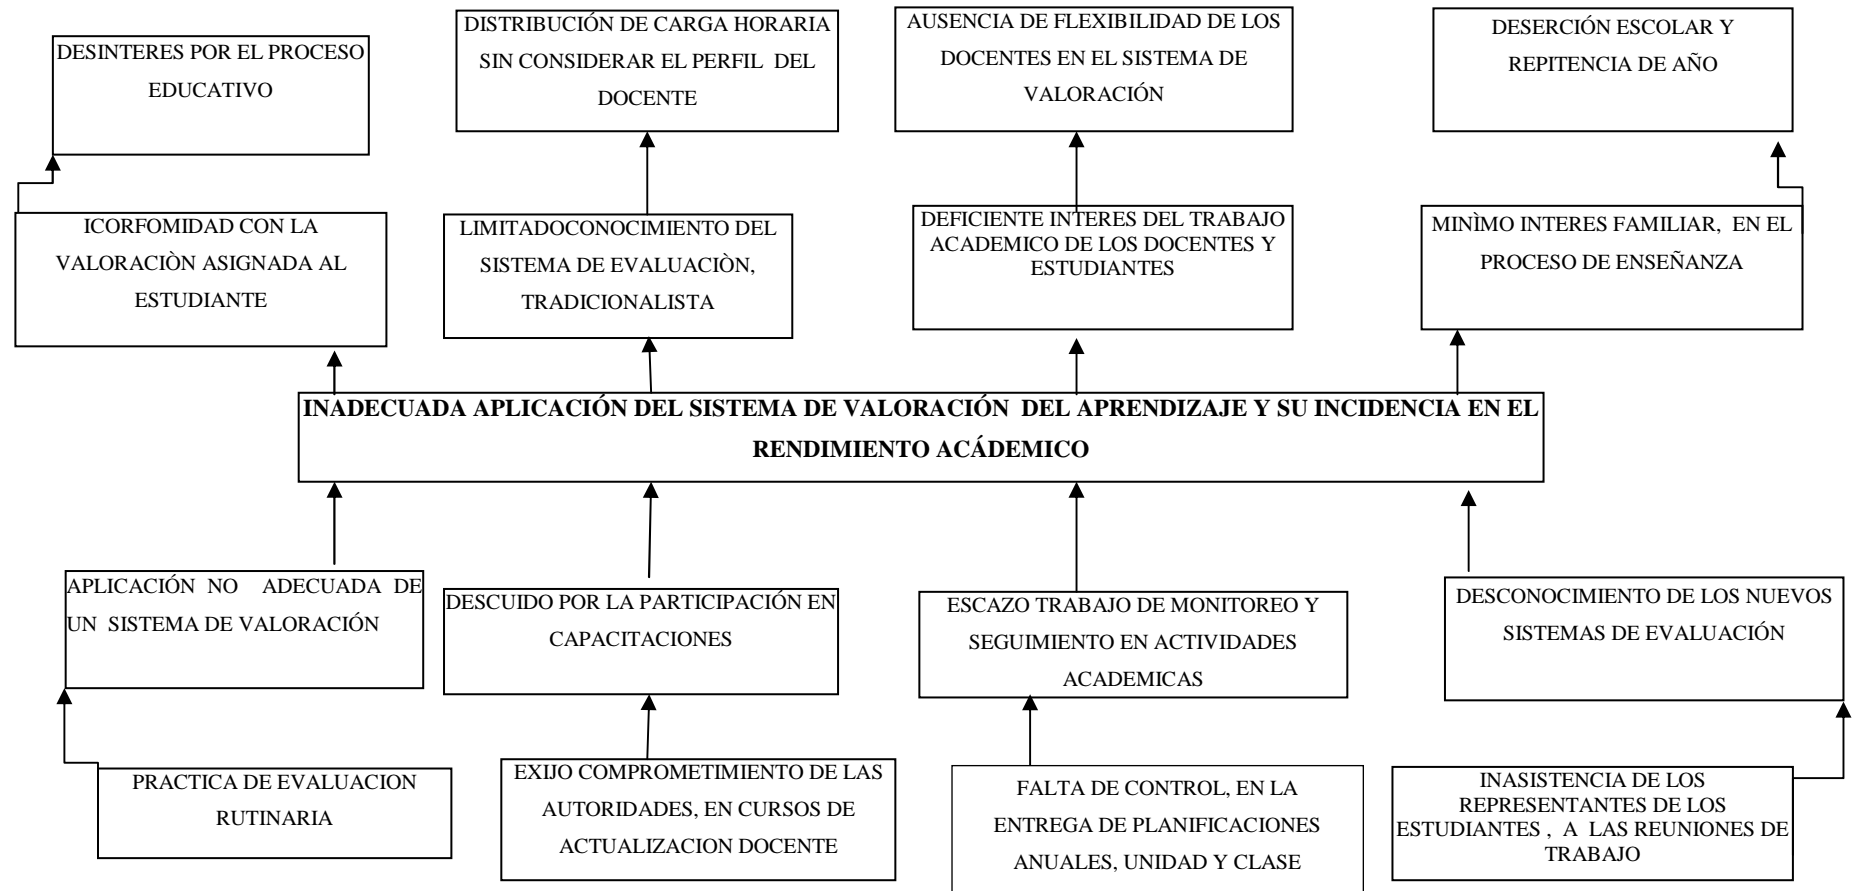 DESINTERES POR EL PROCESO
EDUCATIVO
DISTRIBUCIÓN DE CARGA HORARIA
SIN CONSIDERAR EL PERFIL DEL
DOCENTE
AUSENCIA DE FLEXIBILIDAD DE LOS
DOCENTES EN EL SISTEMA DE
VALORACIÓN
DESERCIÓN ESCOLAR Y
REPITENCIA DE AÑO
ICORFOMIDAD CON LA
VALORACIÒN ASIGNADA AL
ESTUDIANTE
LIMITADOCONOCIMIENTO DEL
SISTEMA DE EVALUACIÒN,
TRADICIONALISTA
DEFICIENTE INTERES DEL TRABAJO
ACADEMICO DE LOS DOCENTES Y
ESTUDIANTES
MINÌMO INTERES FAMILIAR, EN EL
PROCESO DE ENSEÑANZA
INADECUADA APLICACIÓN DEL SISTEMA DE VALORACIÓN DEL APRENDIZAJE Y SU INCIDENCIA EN EL
RENDIMIENTO ACÁDEMICO
APLICACIÓN NO ADECUADA DE
UN SISTEMA DE VALORACIÓN
DESCUIDO POR LA PARTICIPACIÓN EN
CAPACITACIONES
ESCAZO TRABAJO DE MONITOREO Y
SEGUIMIENTO EN ACTIVIDADES
ACADEMICAS
DESCONOCIMIENTO DE LOS NUEVOS
SISTEMAS DE EVALUACIÓN
PRACTICA DE EVALUACION
RUTINARIA
EXIJO COMPROMETIMIENTO DE LAS
AUTORIDADES, EN CURSOS DE
ACTUALIZACION DOCENTE
FALTA DE CONTROL, EN LA
ENTREGA DE PLANIFICACIONES
ANUALES, UNIDAD Y CLASE
INASISTENCIA DE LOS
REPRESENTANTES DE LOS
ESTUDIANTES , A LAS REUNIONES DE
TRABAJO